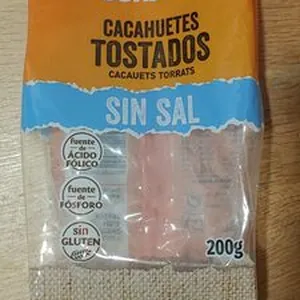 CACAHUETES
TOSTADOS
CACAUETS TORRATS
SIN SAL
fuente
de
ÁCIDO
FÓLICO
fuente
de
FÓSFORO
sin
GLUTEN
200g